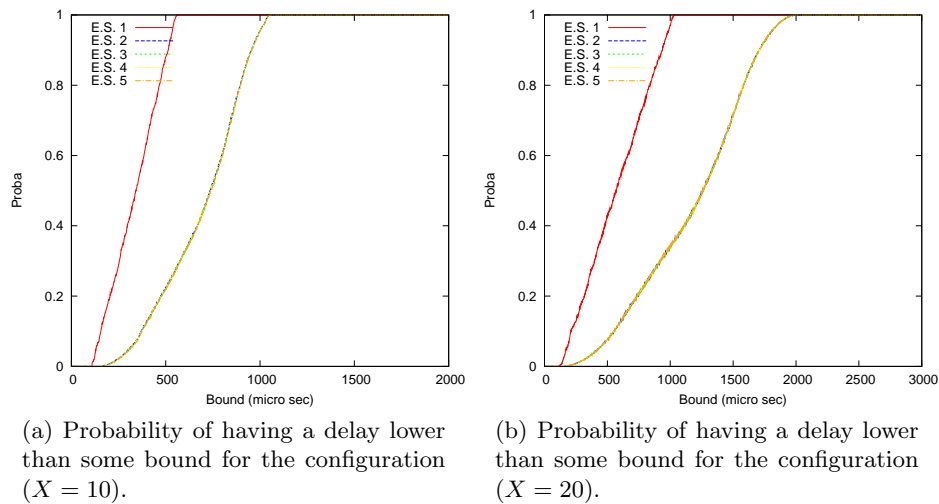 1
0.8
0.6
0.4
0.2
0
Proba
E.S. 1
E.S. 2
E.S. 3
E.S. 4
E.S. 5
0 500 1000 1500 2000
Bound (micro sec)
(a) Probability of having a delay lower
than some bound for the configuration
(X = 10).
1
0.8
0.6
0.4
0.2
0
Proba
E.S. 1
E.S. 2
E.S. 3
E.S. 4
E.S. 5
0 500 1000 1500 2000 2500 3000
Bound (micro sec)
(b) Probability of having a delay lower
than some bound for the configuration
(X = 20).